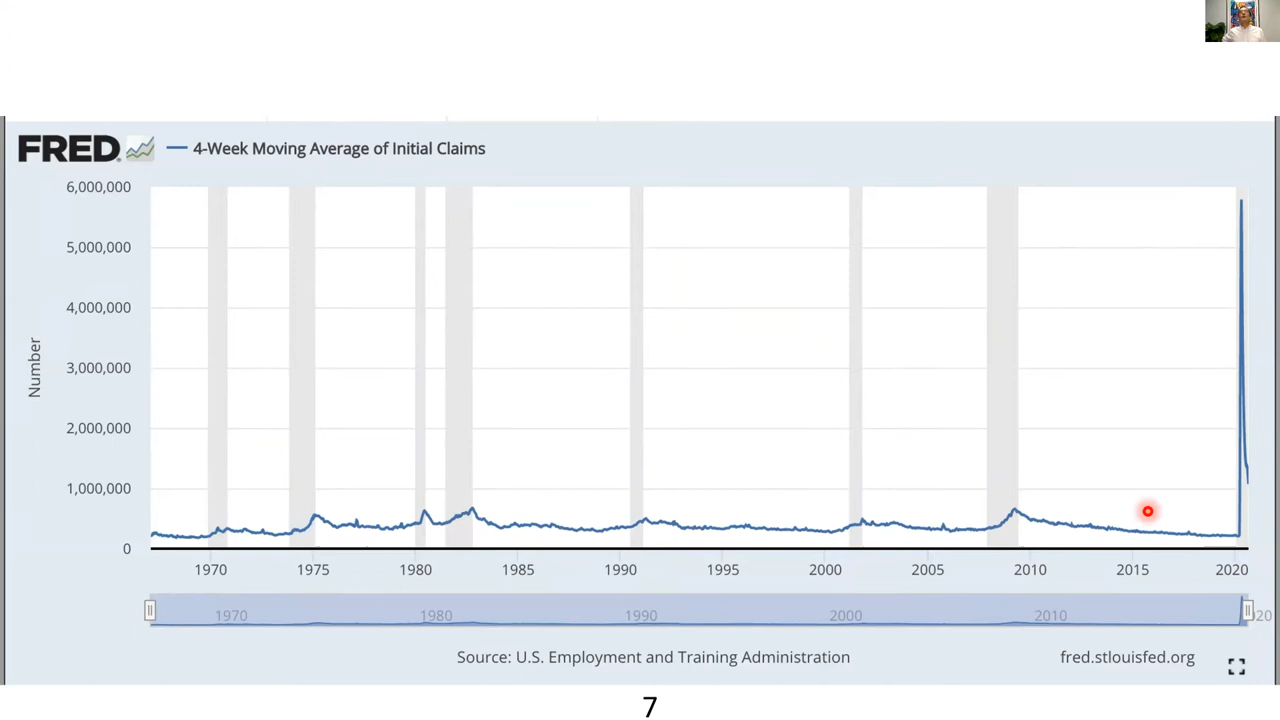 FRED
4-Week Moving Average of Initial Claims
6,000,000
5,000,000
4,000,000
3,000,000
2,000,000
1,000,000
0
Number
1970 1975 1980 1985 1990 1995 2000 2005 2010 2015 2020
1970 1980 1990 2000 2010 20
Source: U.S. Employment and Training Administration
fred.stlouisfed.org
7